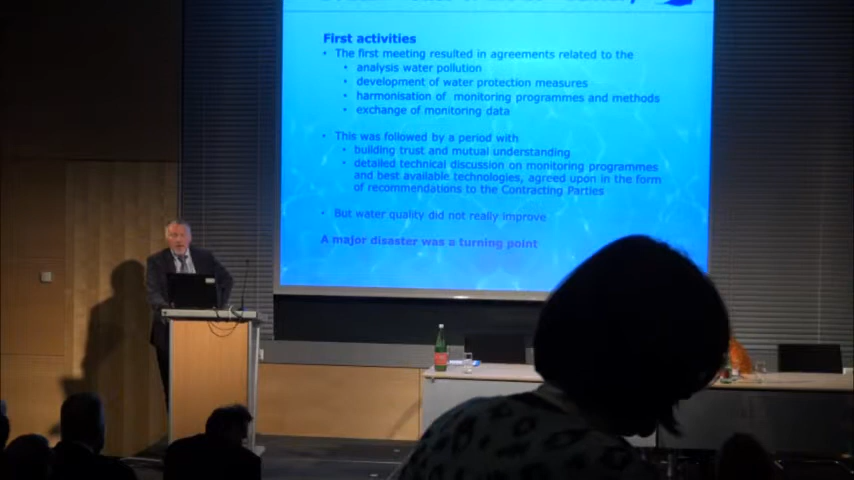 First activities
• The first meeting resulted in agreements related to the
• analysis water pollution
• development of water protection measures
• harmonisation of monitoring programmes and methods
• exchange of monitoring data
• This was followed by a period with
• building trust and mutual understanding
• detailed technical discussion on monitoring programmes
and best available technologies, agreed upon in the form
of recommendations to the Contracting Parties
• But water quality did not really improve
A major disaster was a turning point